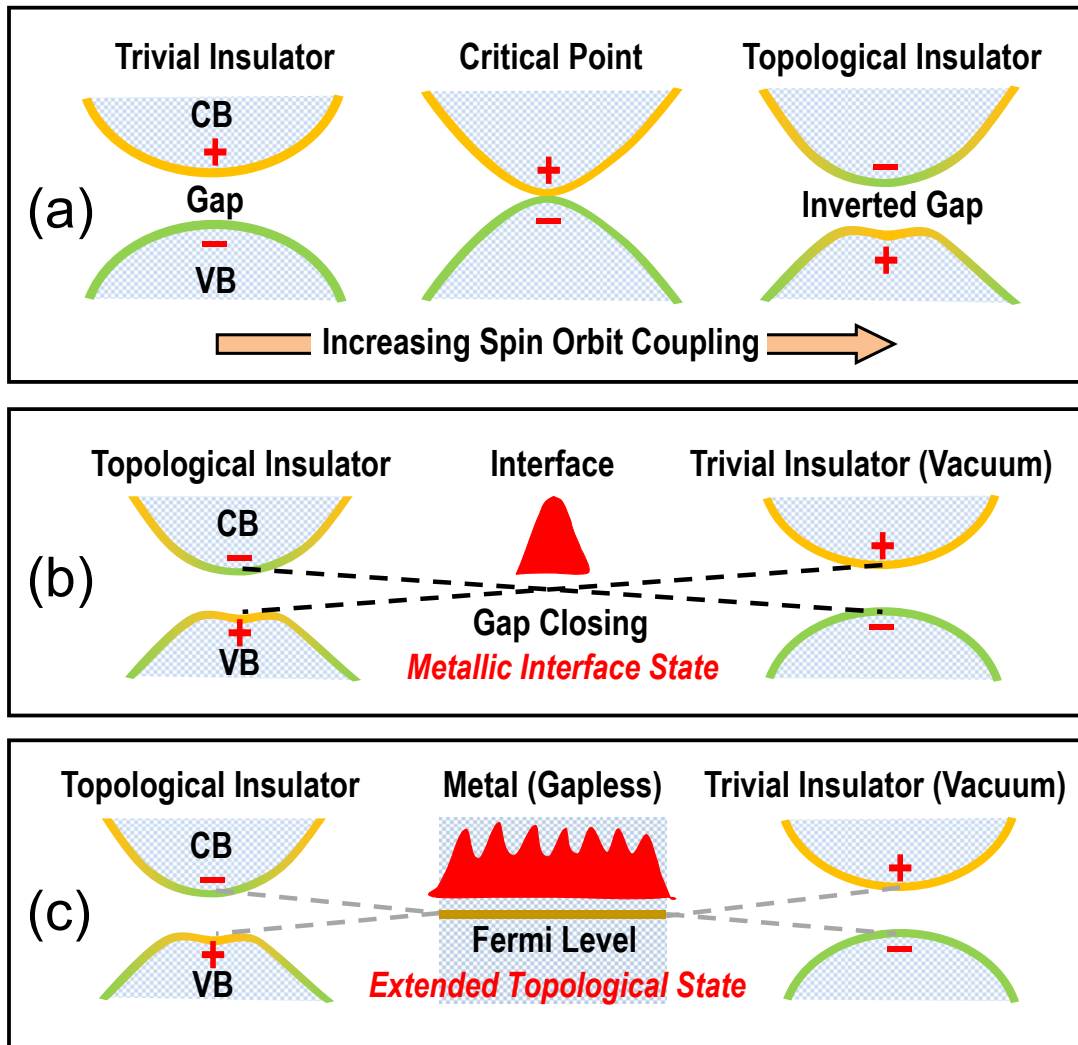 Trivial Insulator
Critical Point
Topological Insulator
CB
+
+
−
(a)
Gap
Inverted Gap
−
−
+
VB
Increasing Spin Orbit Coupling
Topological Insulator
Interface
Trivial Insulator (Vacuum)
CB
−
+
(b)
Gap Closing
+
−
VB
Metallic Interface State
Topological Insulator
Metal (Gapless)
Trivial Insulator (Vacuum)
CB
−
+
(c)
Fermi Level
+
−
VB
Extended Topological State